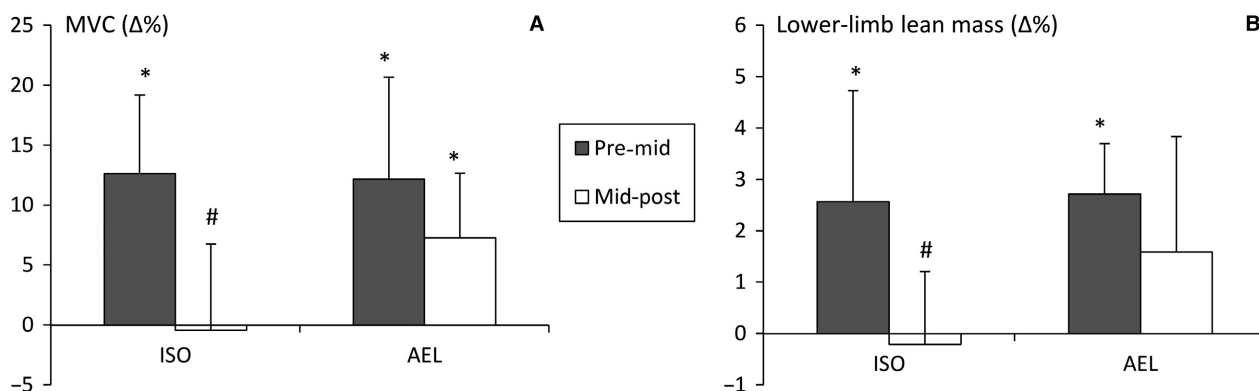 MVC (Δ%)
A
25
20
15
10
5
0
−5
*
#
*
*
ISO
AEL
Pre-mid
Mid-post
Lower-limb lean mass (Δ%)
B
6
5
4
3
2
1
0
−1
*
#
*
ISO
AEL